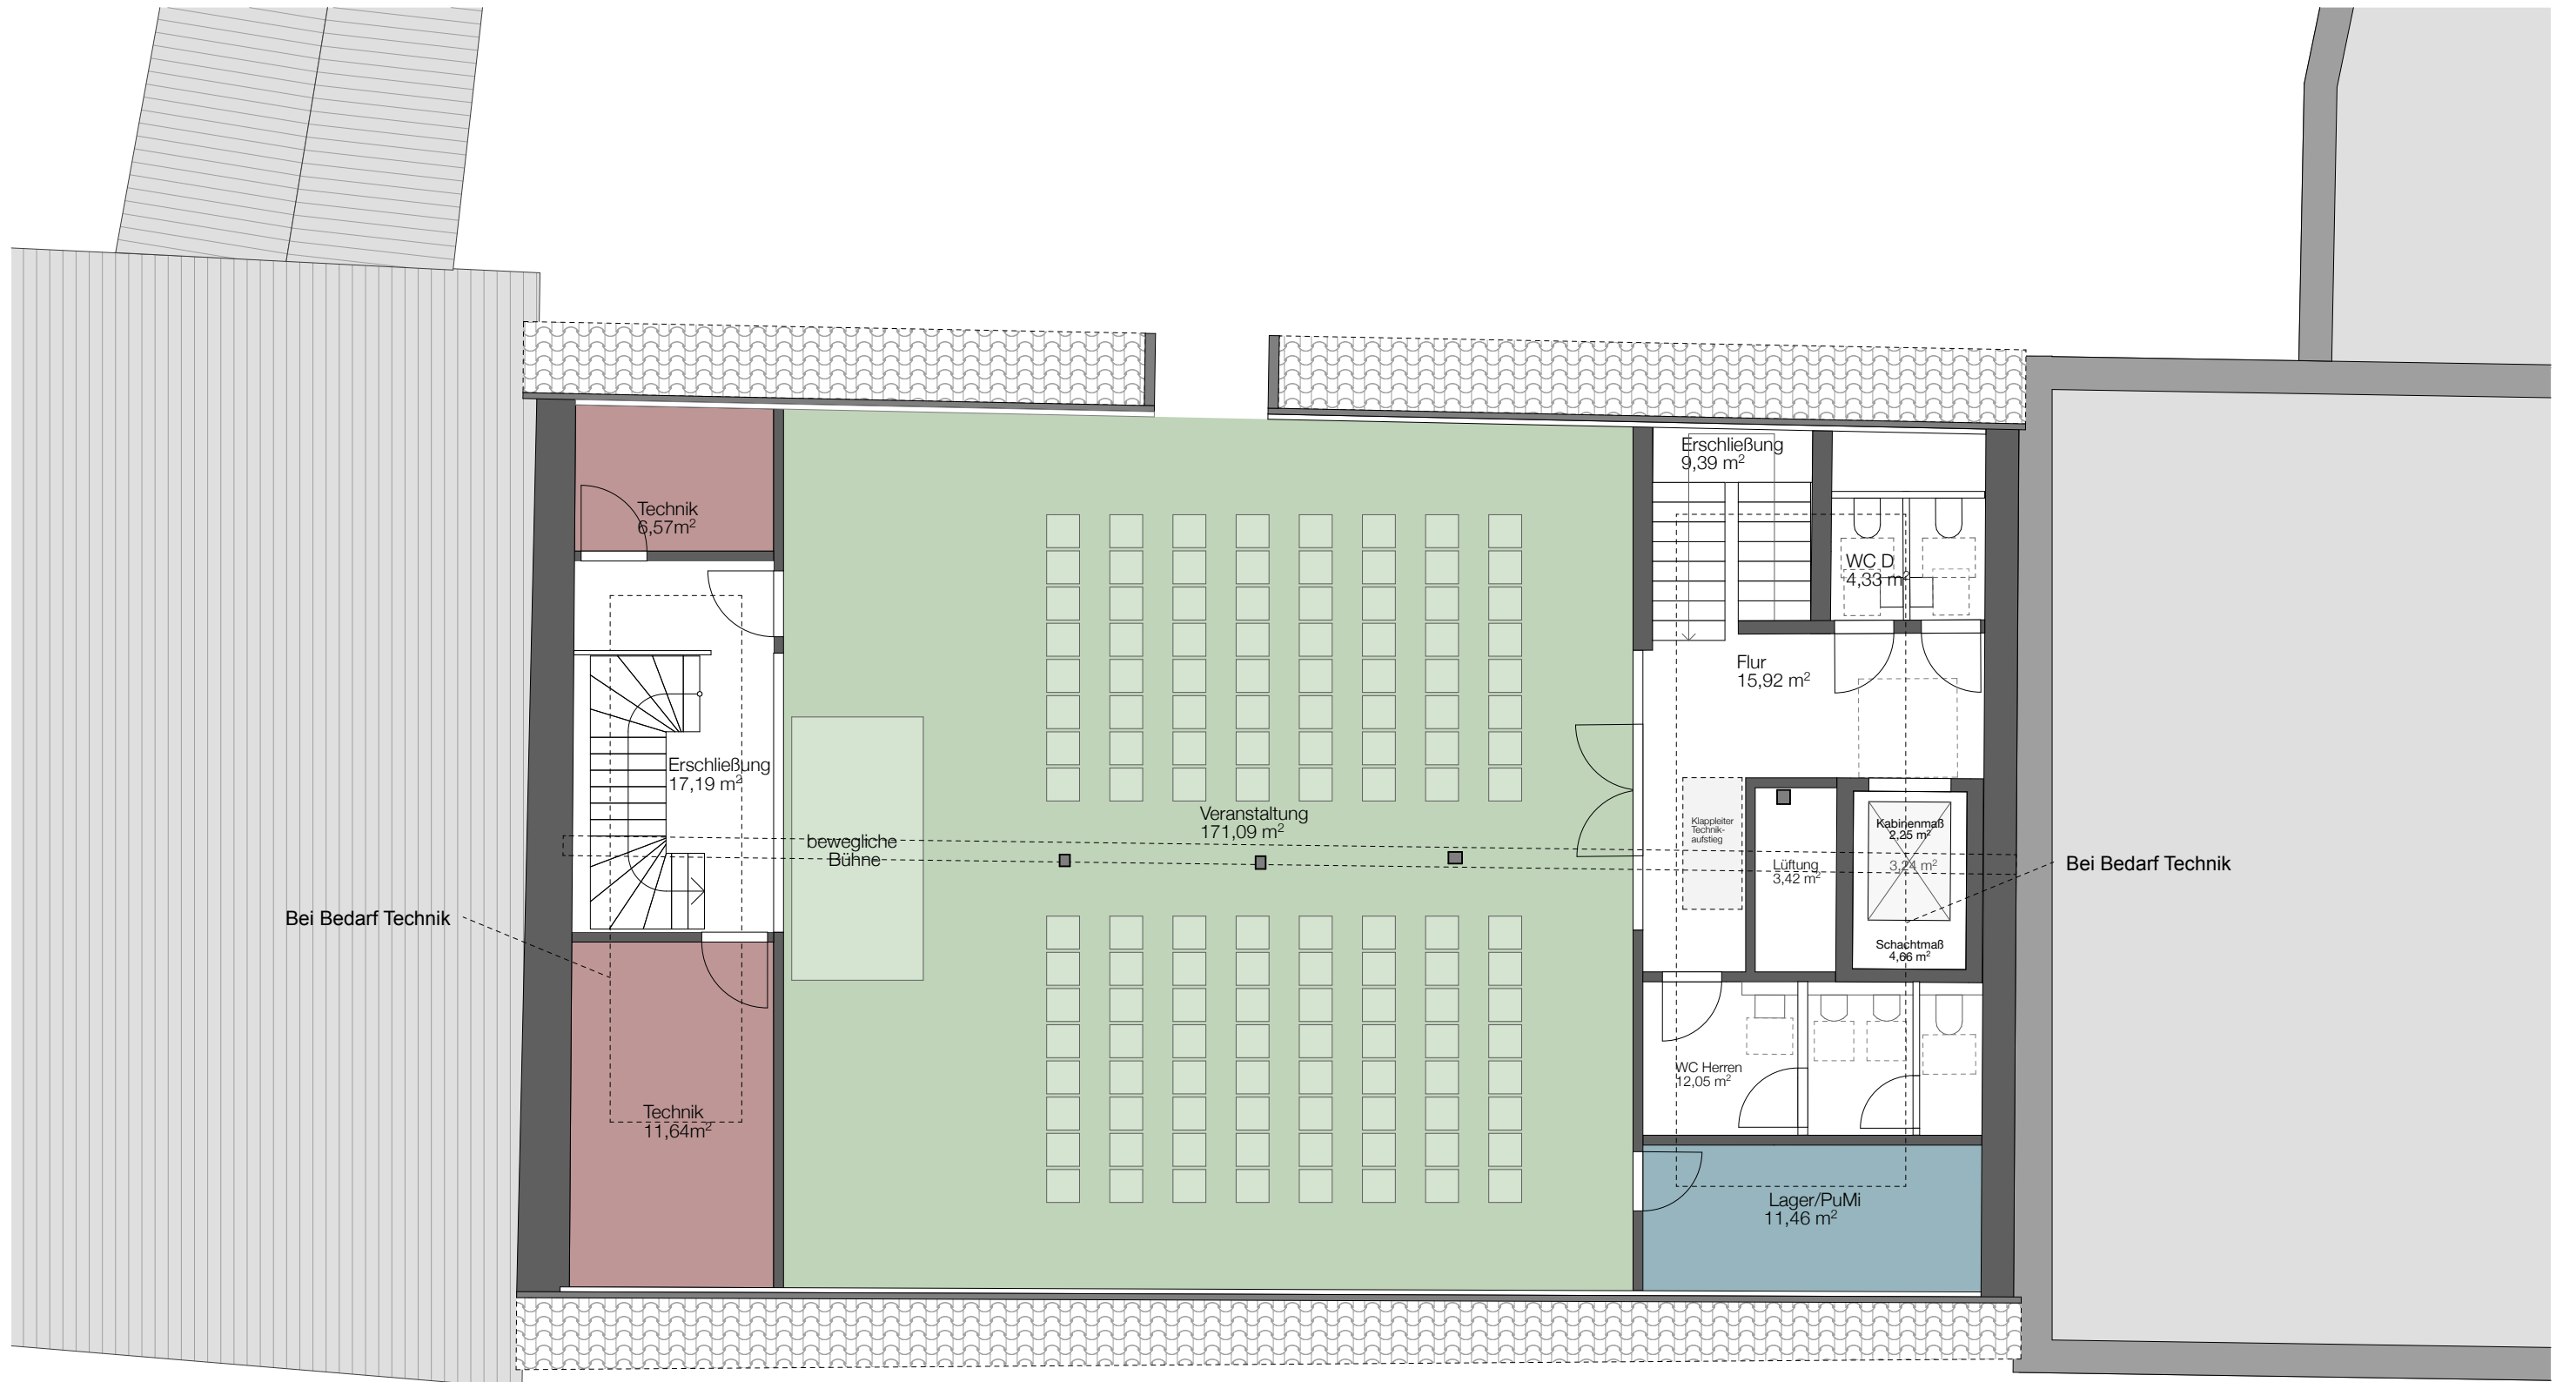 Erschließung
9,39 m²
Technik
6,57m²
WC D
4,33 m²
Flur
15,92 m²
Erschließung
17,19 m²
Veranstaltung
171,09 m²
bewegliche
Bühne
Klappleiter
Technik-
aufstieg
Lüftung
3,42 m²
Kabinenmaß
2,25 m²
3,24 m²
Schachtmaß
4,66 m²
Bei Bedarf Technik
Bei Bedarf Technik
WC Herren
12,05 m²
Technik
11,64m²
Lager/PuMi
11,46 m²